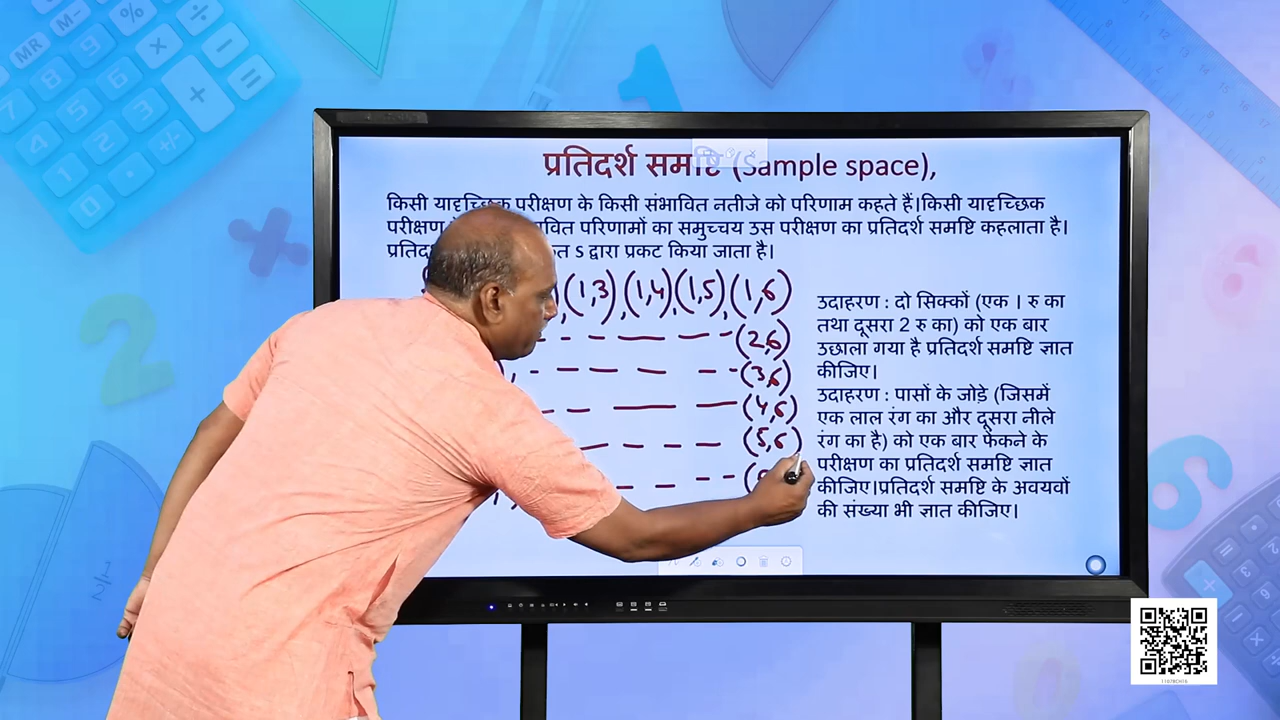 प्रतिदर्श समष्टि (Sample space),
किसी यादृच्छिक परीक्षण के किसी संभावित नतीजे को परिणाम कहते हैं।किसी यादृच्छिक
परीक्षण परिणामों का समुच्चय उस परीक्षण का प्रतिदर्श समष्टि कहलाता है।
S द्वारा प्रकट किया जाता है।
(1,3),(1,4),(1,5),(1,6)
(2,6)
(3,6)
(4,6)
(5,6)
उदाहरण : दो सिक्कों (एक । रु का
तथा दूसरा 2 रु का) को एक बार
उछाला गया है प्रतिदर्श समष्टि ज्ञात
कीजिए।
उदाहरण : पासों के जोड़े (जिसमें
एक लाल रंग का और दूसरा नीले
रंग का है) को एक बार फेंकने के
परीक्षण का प्रतिदर्श समष्टि ज्ञात
कीजिए।प्रतिदर्श समष्टि के अवयवों
की संख्या भी ज्ञात कीजिए।